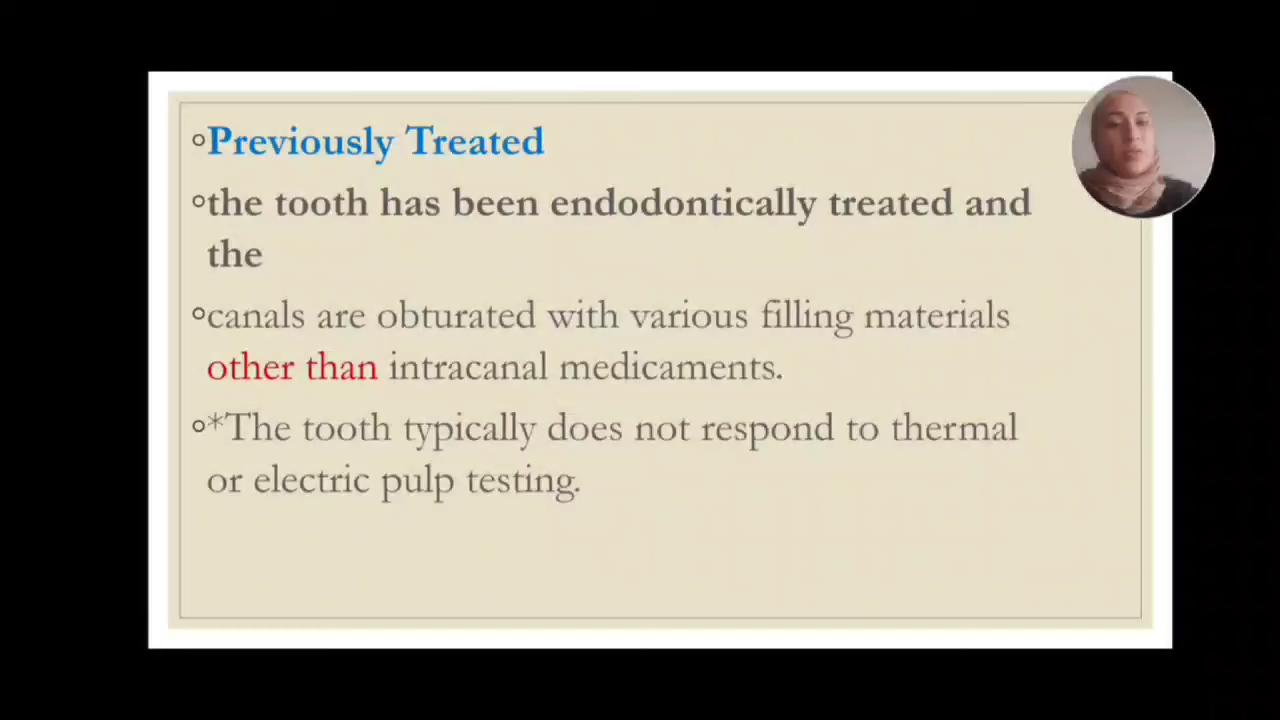 ◦Previously Treated
◦the tooth has been endodontically treated and
the
◦canals are obturated with various filling materials
other than intracanal medicaments.
◦*The tooth typically does not respond to thermal
or electric pulp testing.